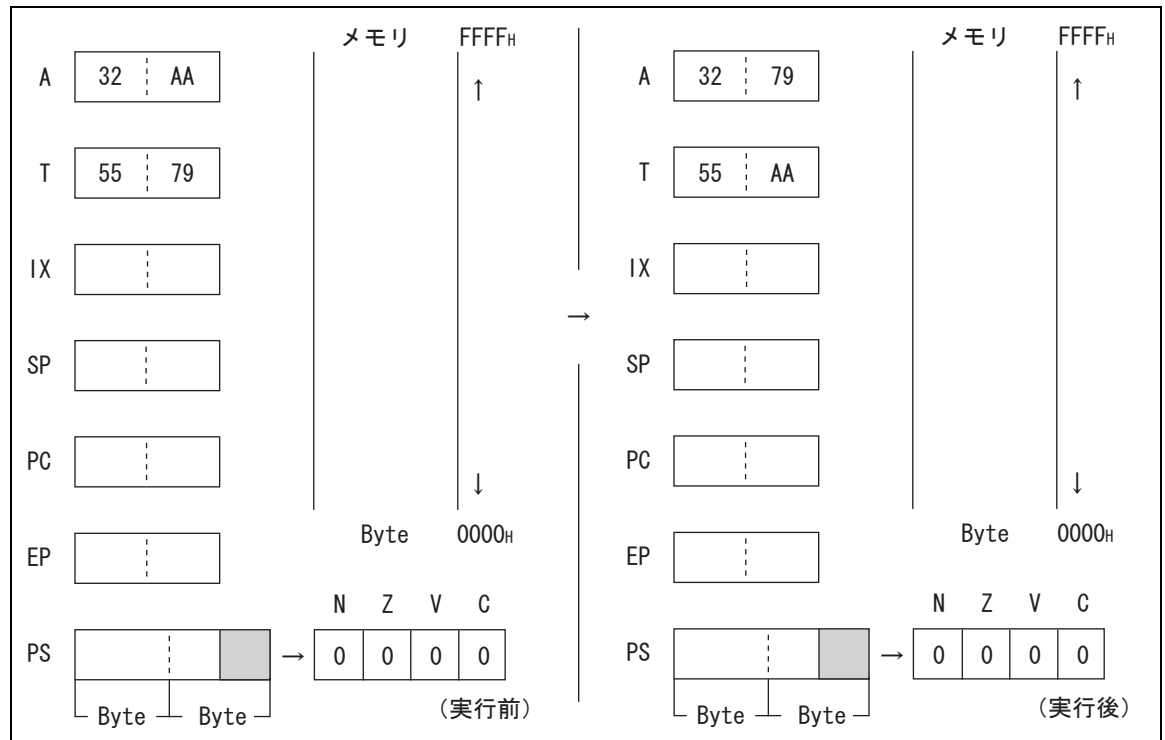 メモリ FFFFH
A 32 AA
↑
T 55 79
IX
SP
PC
↓
Byte 0000H
EP
N Z V C
PS → 0 0 0 0
Byte Byte (実行前)
→
メモリ FFFFH
A 32 79
↑
T 55 AA
IX
SP
PC
↓
Byte 0000H
EP
N Z V C
PS → 0 0 0 0
Byte Byte (実行後)